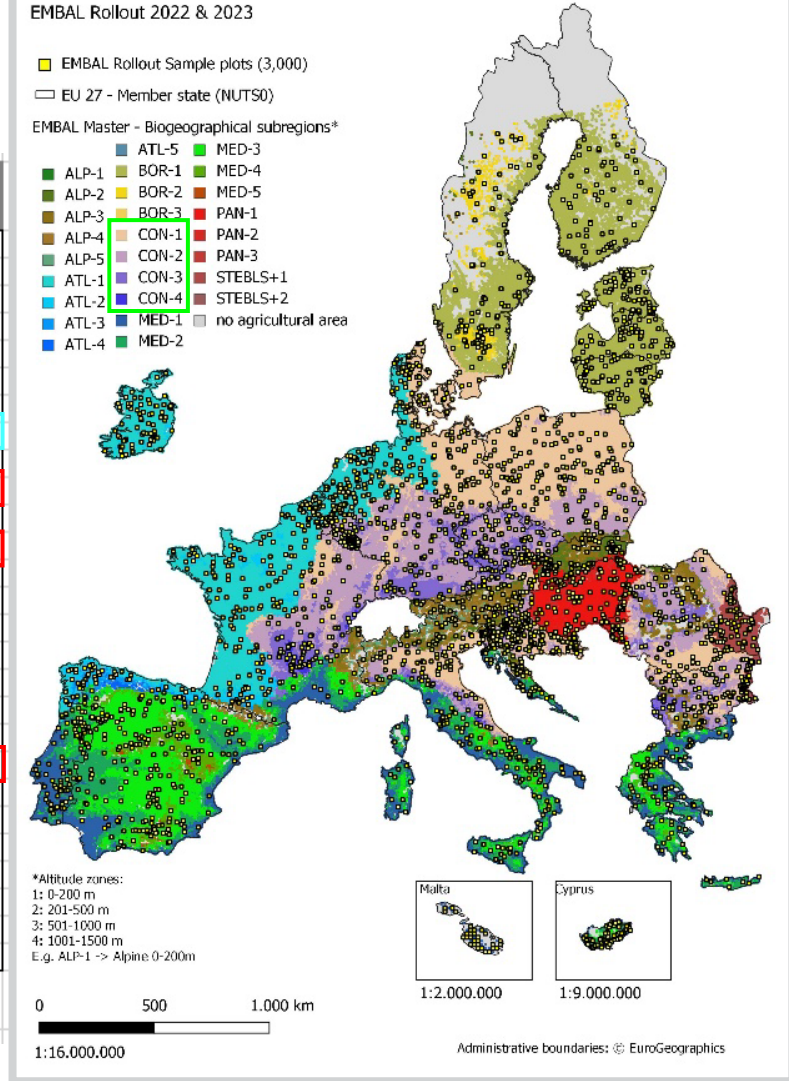 EMBAL Rollout 2022 & 2023
EMBAL Rollout Sample plots (3,000)
EU 27 - Member state (NUTS0)
EMBAL Master - Biogeographical subregions*
ALP-1
ALP-2
ALP-3
ALP-4
ALP-5
ATL-1
ATL-2
ATL-3
ATL-4
ATL-5
BOR-1
BOR-2
BOR-3
CON-1
CON-2
CON-3
CON-4
MED-1
MED-2
MED-3
MED-4
MED-5
PAN-1
PAN-2
PAN-3
STEBLS+1
STEBLS+2
no agricultural area
*Altitude zones:
1: 0-200 m
2: 201-500 m
3: 501-1000 m
4: 1001-1500 m
E.g. ALP-1 -> Alpine 0-200m
Malta
Cyprus
1:2.000.000
1:9.000.000
0 500 1.000 km
1:16.000.000
Administrative boundaries: © EuroGeographics